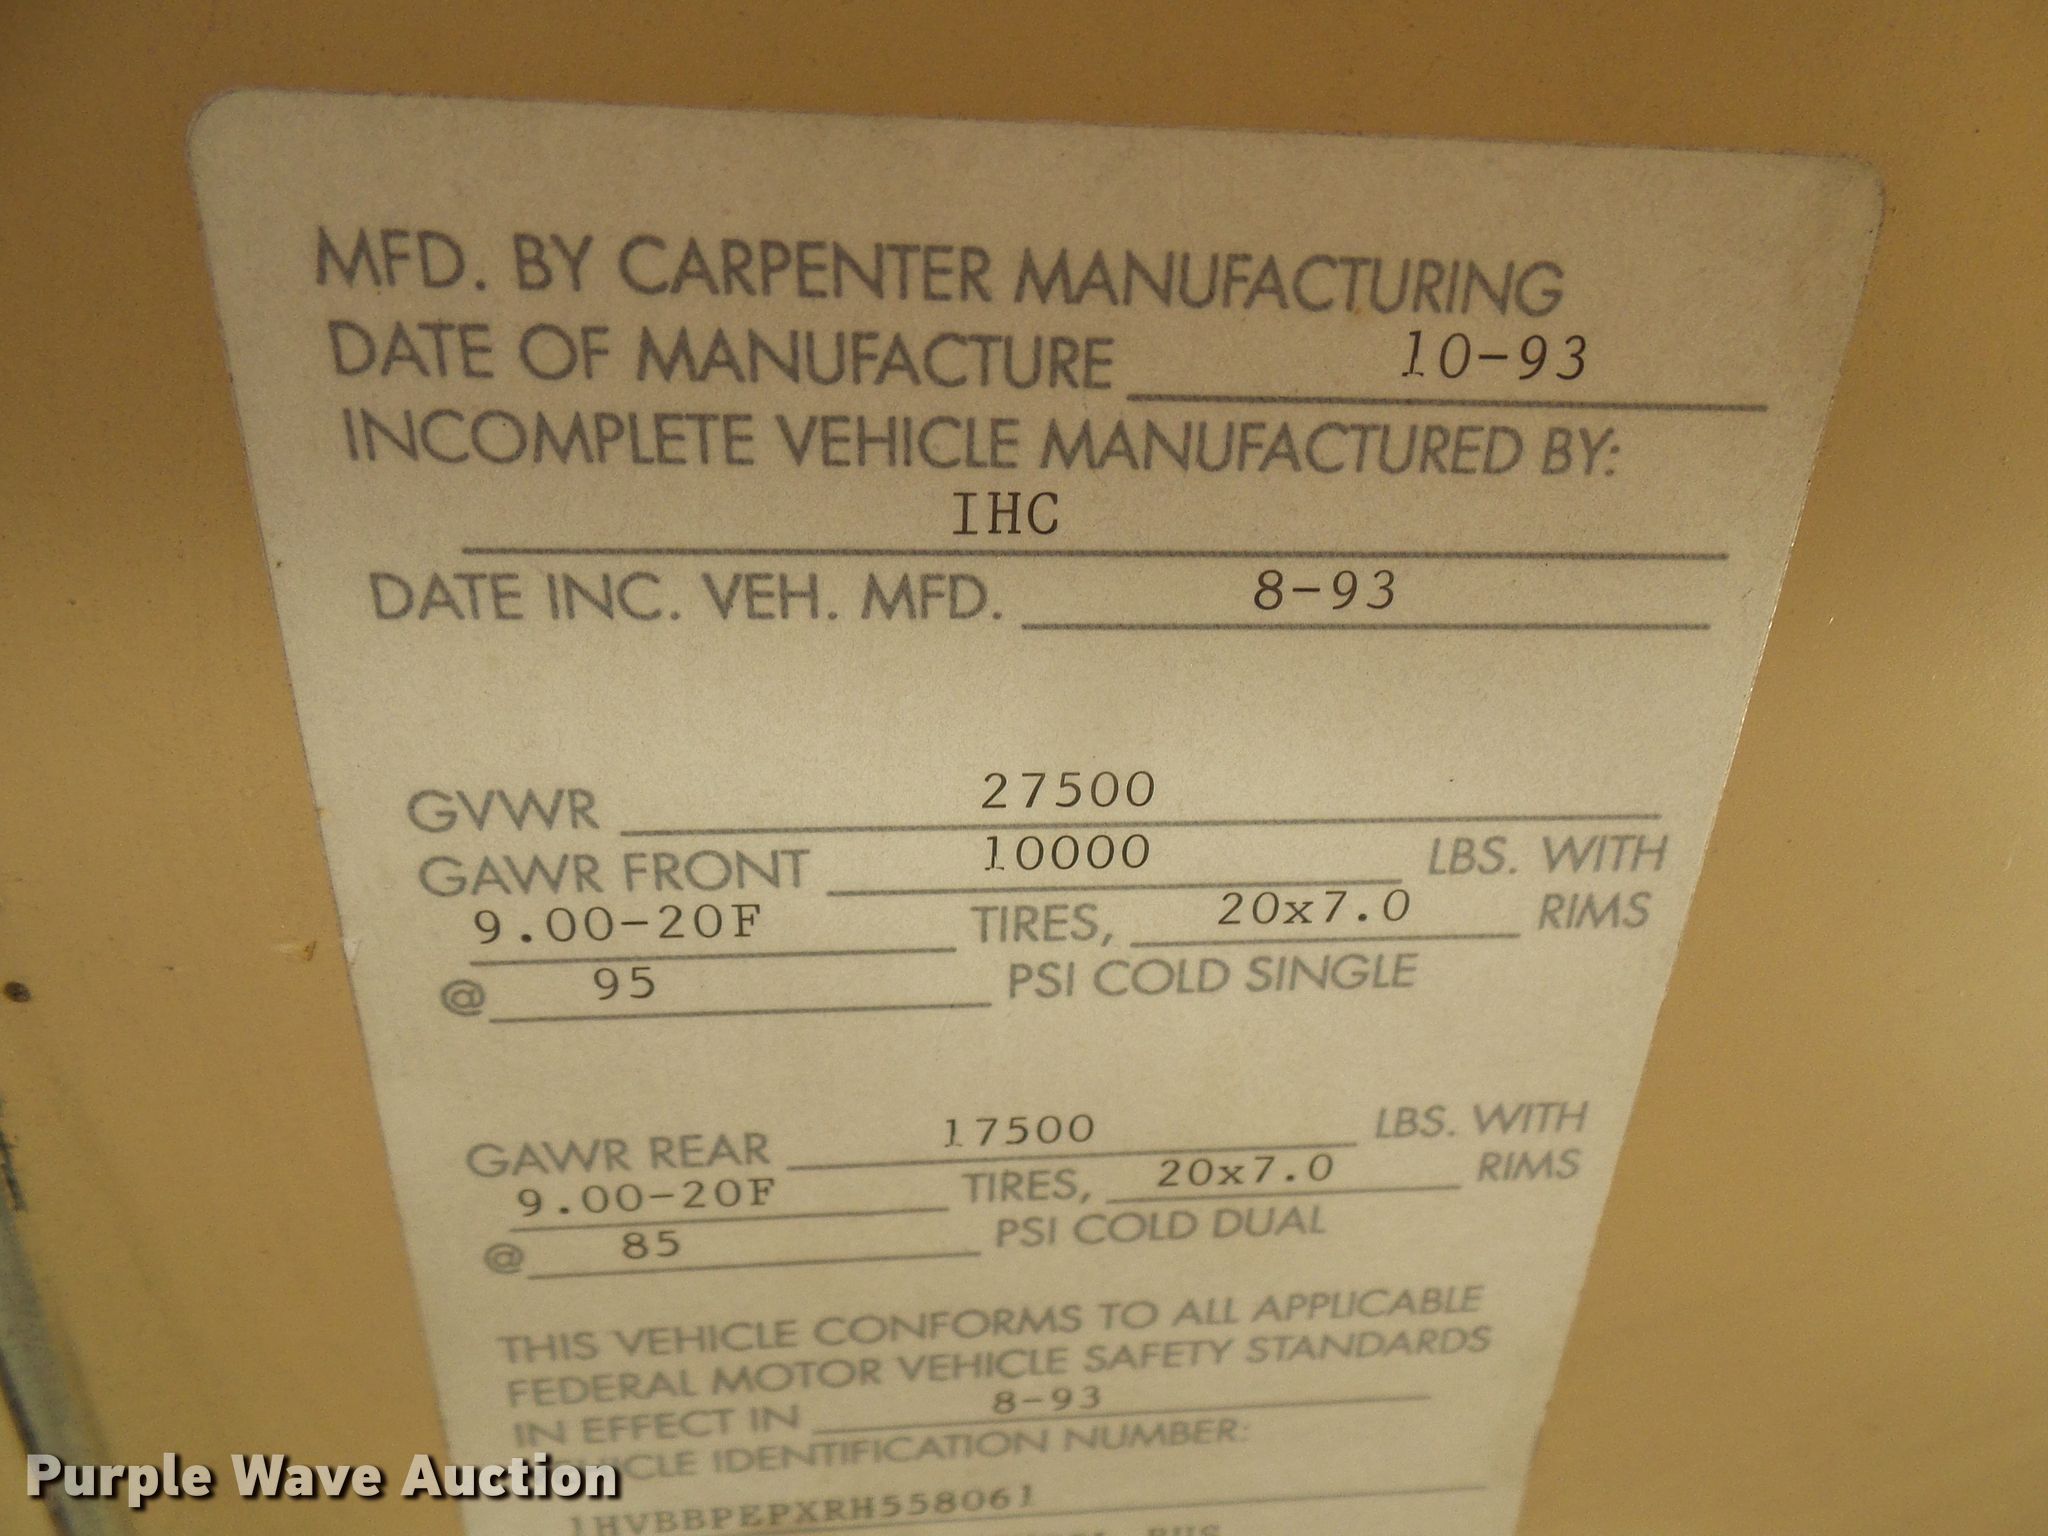 MFD. BY CARPENTER MANUFACTURING
DATE OF MANUFACTURE 10-93
INCOMPLETE VEHICLE MANUFACTURED BY:
IHC
DATE INC. VEH. MFD. 8-93
GVWR 27500
GAWR FRONT 10000 LBS. WITH
9.00-20F TIRES, 20x7.0 RIMS
@ 95 PSI COLD SINGLE
GAWR REAR 17500 LBS. WITH
9.00-20F TIRES, 20x7.0 RIMS
@ 85 PSI COLD DUAL
THIS VEHICLE CONFORMS TO ALL APPLICABLE
FEDERAL MOTOR VEHICLE SAFETY STANDARDS
IN EFFECT IN 8-93
VEHICLE IDENTIFICATION NUMBER:
1HVBBPEPXRH558061
BUS
Purple Wave Auction